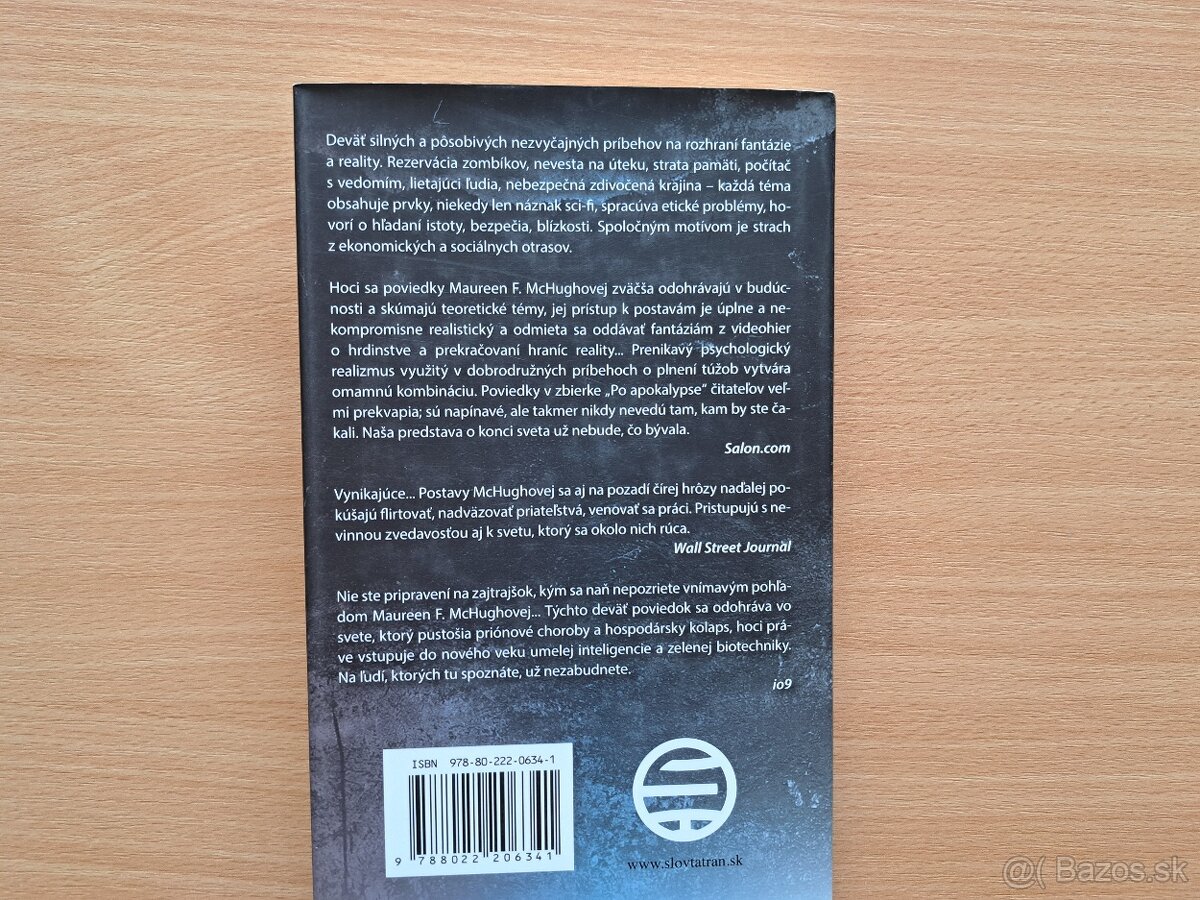 Deväť silných a pôsobivých nezvyčajných príbehov na rozhraní fantázie
a reality. Rezervácia zombíkov, nevesta na úteku, strata pamäti, počítač
s vedomím, lietajúci ľudia, nebezpečná zdivočená krajina – každá téma
obsahuje prvky, niekedy len náznak sci-fi, spracúva etické problémy, ho-
vorí o hľadaní istoty, bezpečia, blízkosti. Spoločným motívom je strach
z ekonomických a sociálnych otrasov.
Hoci sa poviedky Maureen F. McHughovej zväčša odohrávajú v budúc-
nosti a skúmajú teoretické témy, jej prístup k postavám je úplne a ne-
kompromisne realistický a odmieta sa oddávať fantáziám z videohier
o hrdinstve a prekračovaní hraníc reality... Prenikavý psychologický
realizmus využitý v dobrodružných príbehoch o plnení túžob vytvára
omamnú kombináciu. Poviedky v zbierke „Po apokalypse“ čitateľov veľ-
mi prekvapia; sú napínavé, ale takmer nikdy nevedú tam, kam by ste ča-
kali. Naša predstava o konci sveta už nebude, čo bývala.
Salon.com
Vynikajúce... Postavy McHughovej sa aj na pozadí čírej hrôzy naďalej po-
kúšajú flirtovať, nadväzovať priateľstvá, venovať sa práci. Pristupujú s ne-
vinnou zvedavosťou aj k svetu, ktorý sa okolo nich rúca.
Wall Street Journal
Nie ste pripravení na zajtrajšok, kým sa naň nepozriete vnímavým pohľa-
dom Maureen F. McHughovej... Týchto deväť poviedok sa odohráva vo
svete, ktorý pustošia priónové choroby a hospodársky kolaps, hoci prá-
ve vstupuje do nového veku umelej inteligencie a zelenej biotechniky.
Na ľudí, ktorých tu spoznáte, už nezabudnete.
io9
ISBN 978-80-222-0634-1
9 788022 206341
www.slovtatran.sk
@( Bazos.sk